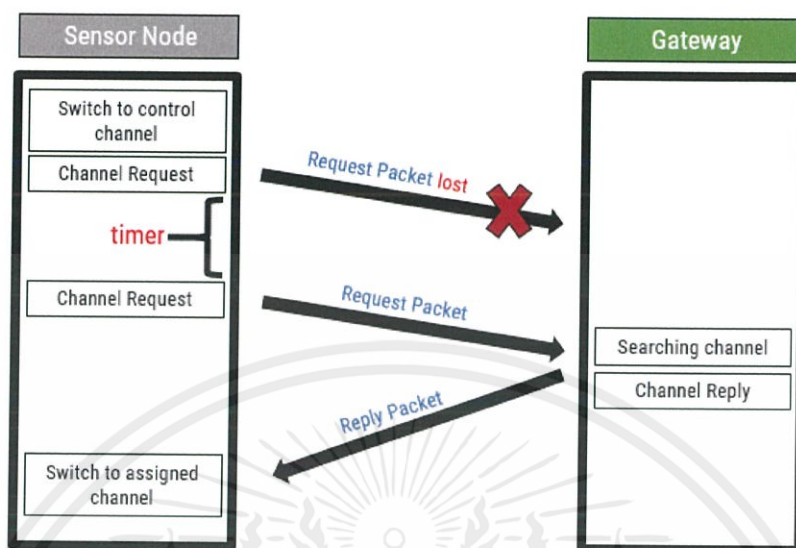 Sensor Node
Gateway
Switch to control
channel
Channel Request
Request Packet lost
timer
Channel Request
Request Packet
Searching channel
Channel Reply
Reply Packet
Switch to assigned
channel